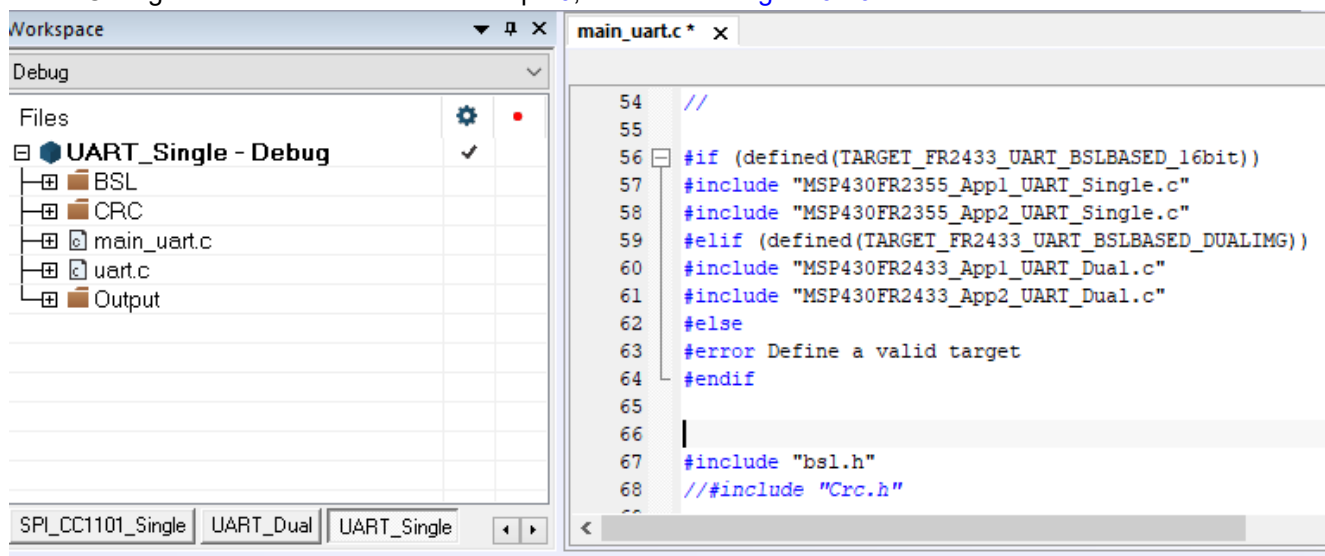 Workspace
Debug
Files
UART_Single - Debug
BSL
CRC
main_uart.c
uart.c
Output
SPI_CC1101_Single UART_Dual UART_Single
main_uart.c *
54 //
55
56 #if (defined(TARGET_FR2433_UART_BSLBASED_16bit))
57 #include "MSP430FR2355_App1_UART_Single.c"
58 #include "MSP430FR2355_App2_UART_Single.c"
59 #elif (defined(TARGET_FR2433_UART_BSLBASED_DUALIMG))
60 #include "MSP430FR2433_App1_UART_Dual.c"
61 #include "MSP430FR2433_App2_UART_Dual.c"
62 #else
63 #error Define a valid target
64 #endif
65
66
67 #include "bsl.h"
68 //#include "Crc.h"